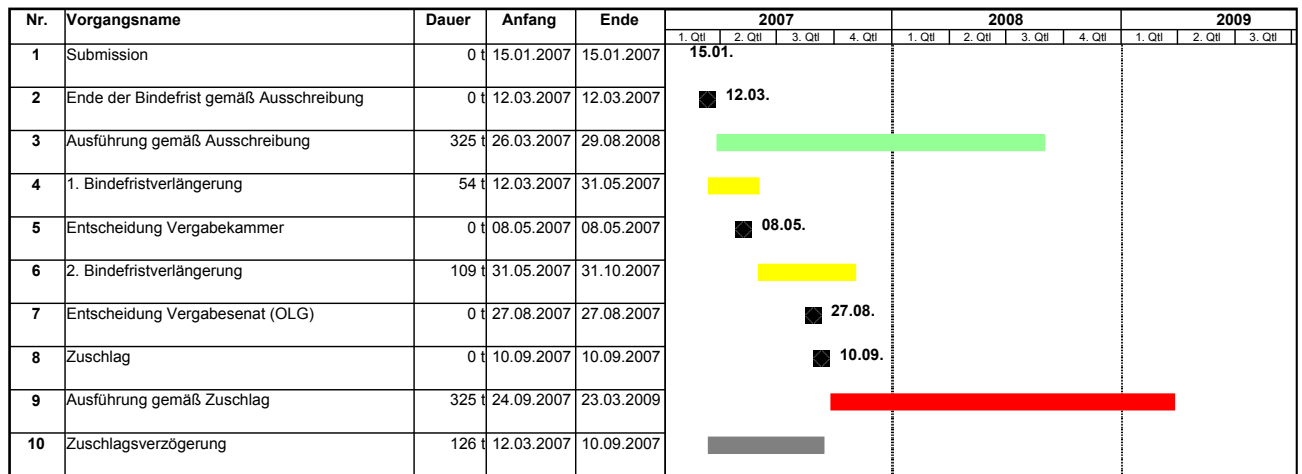 Nr. Vorgangsname Dauer Anfang Ende 2007 2008 2009
1. Qtl 2. Qtl 3. Qtl 4. Qtl 1. Qtl 2. Qtl 3. Qtl 4. Qtl 1. Qtl 2. Qtl 3. Qtl
1 Submission 0 t 15.01.2007 15.01.2007 15.01.
2 Ende der Bindefrist gemäß Ausschreibung 0 t 12.03.2007 12.03.2007 12.03.
3 Ausführung gemäß Ausschreibung 325 t 26.03.2007 29.08.2008
4 1. Bindefristverlängerung 54 t 12.03.2007 31.05.2007
5 Entscheidung Vergabekammer 0 t 08.05.2007 08.05.2007 08.05.
6 2. Bindefristverlängerung 109 t 31.05.2007 31.10.2007
7 Entscheidung Vergabesenat (OLG) 0 t 27.08.2007 27.08.2007 27.08.
8 Zuschlag 0 t 10.09.2007 10.09.2007 10.09.
9 Ausführung gemäß Zuschlag 325 t 24.09.2007 23.03.2009
10 Zuschlagsverzögerung 126 t 12.03.2007 10.09.2007